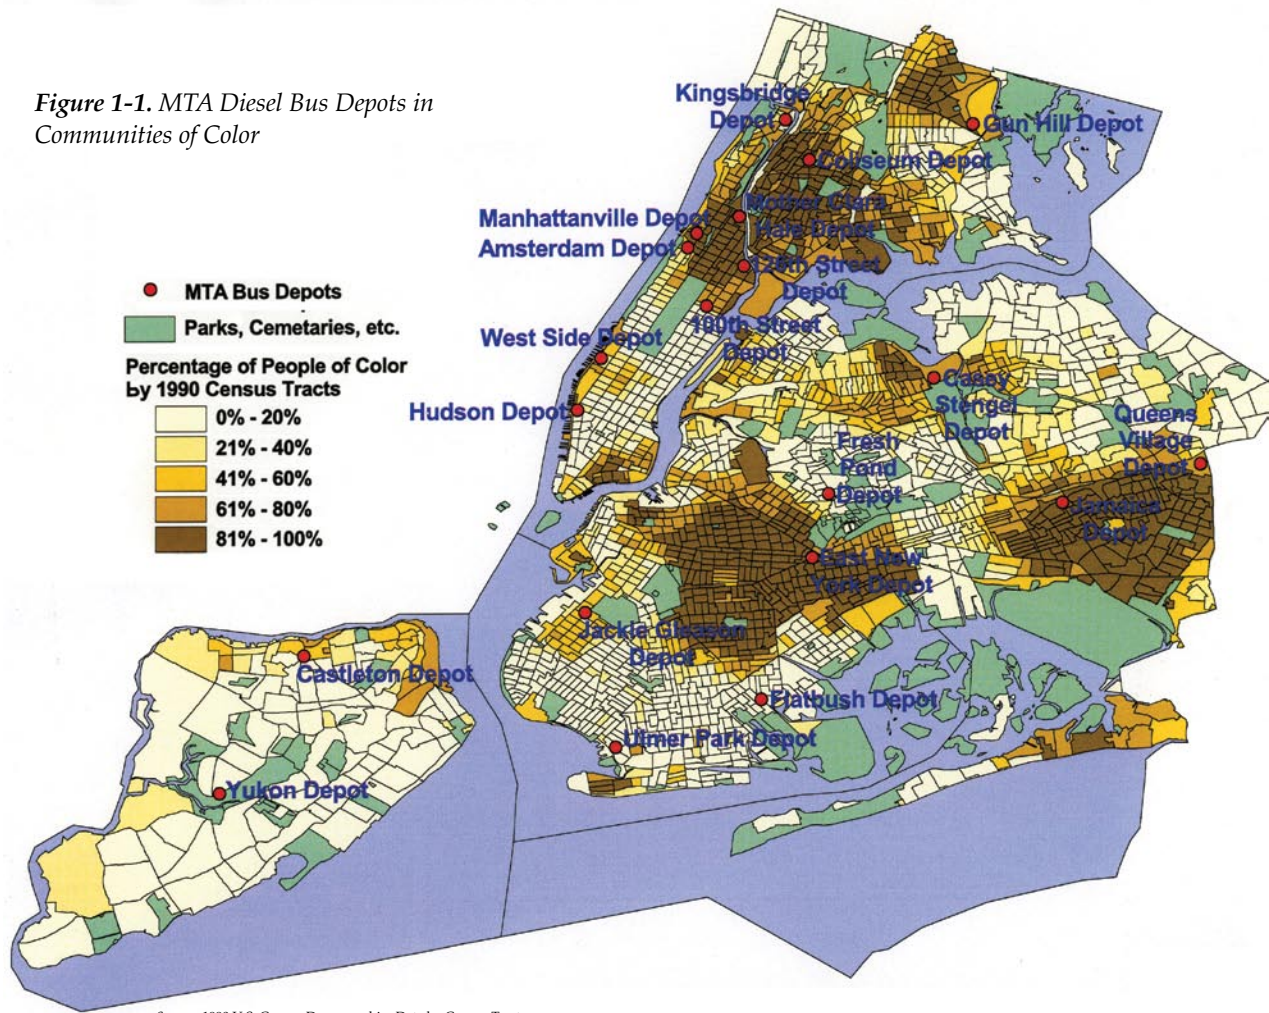 Figure 1-1. MTA Diesel Bus Depots in
Communities of Color
Kingsbridge
Depot
Gun Hill Depot
Coliseum Depot
Mother Clara
Hale Depot
Manhattanville Depot
Amsterdam Depot
126th Street
Depot
MTA Bus Depots
Parks, Cemetaries, etc.
100th Street
Depot
West Side Depot
Percentage of People of Color
by 1990 Census Tracts
0% - 20%
21% - 40%
41% - 60%
61% - 80%
81% - 100%
Casey
Stengel
Depot
Hudson Depot
Queens
Village
Depot
Fresh
Pond
Depot
Jamaica
Depot
East New
York Depot
Jackie Gleason
Depot
Castleton Depot
Flatbush Depot
Ulmer Park Depot
Yukon Depot